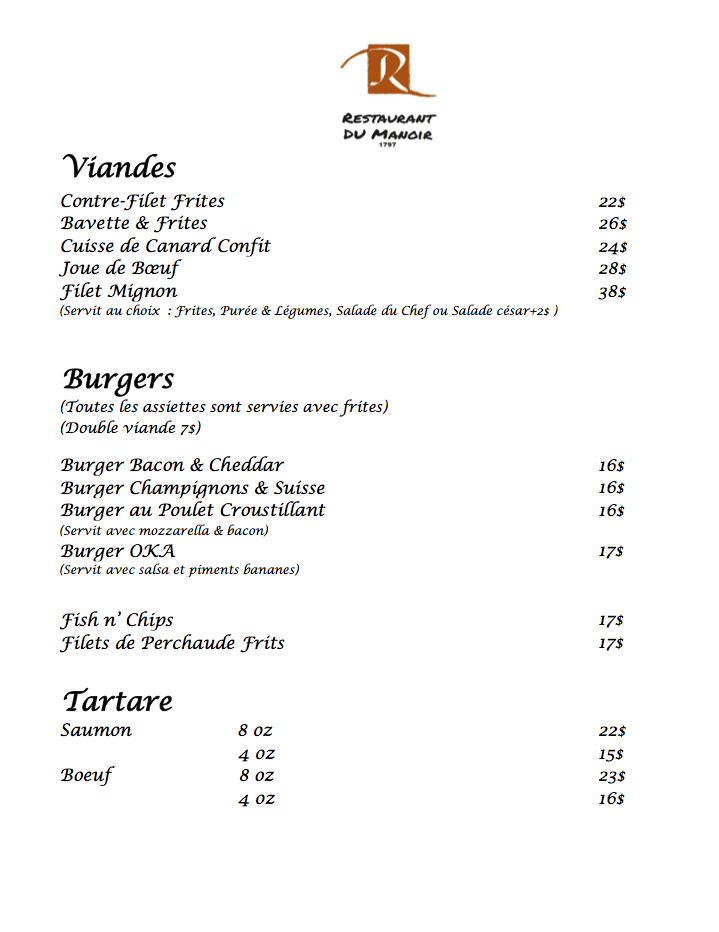 R
RESTAURANT
DU MANOIR
1797
Viandes
Contre-Filet Frites 22$
Bavette & Frites 26$
Cuisse de Canard Confit 24$
Joue de Bœuf 28$
Filet Mignon 38$
(Servit au choix : Frites, Purée & Légumes, Salade du Chef ou Salade césar+2$ )
Burgers
(Toutes les assiettes sont servies avec frites)
(Double viande 7$)
Burger Bacon & Cheddar 16$
Burger Champignons & Suisse 16$
Burger au Poulet Croustillant 16$
(Servit avec mozzarella & bacon)
Burger OKA 17$
(Servit avec salsa et piments bananes)
Fish n’ Chips 17$
Filets de Perchaude Frits 17$
Tartare
Saumon 8 oz 22$
4 oz 15$
Boeuf 8 oz 23$
4 oz 16$